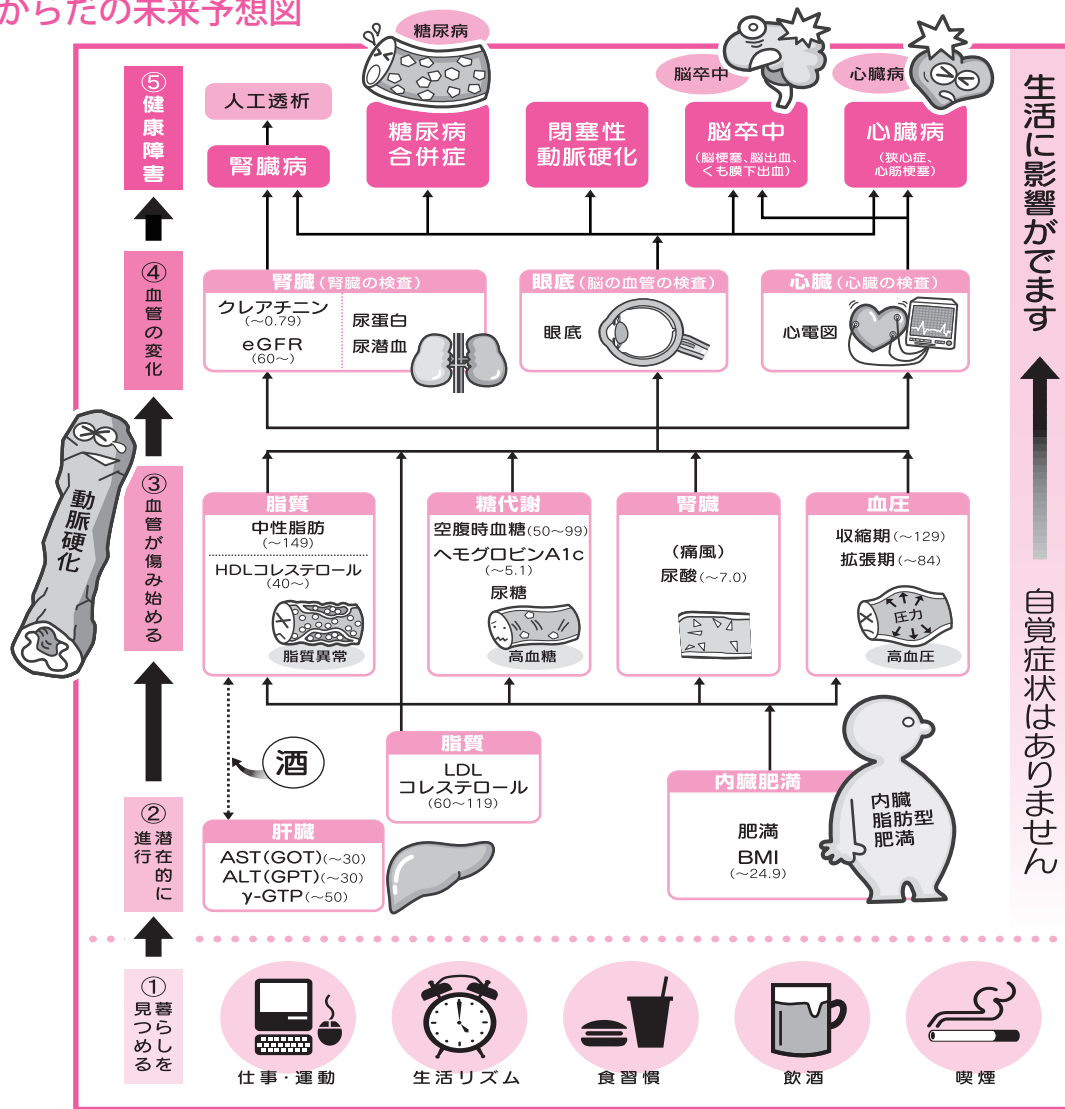 からだの未来予想図
糖尿病
脳卒中
心臓病
⑤健康障害
人工透析
腎臓病
糖尿病
合併症
閉塞性
動脈硬化
脳卒中
(脳梗塞、脳出血、
くも膜下出血)
心臓病
(狭心症、
心筋梗塞)
生活に影響がでます
④血管の変化
腎臓(腎臓の検査)
クレアチニン
(~0.79)
eGFR
(60~)
尿蛋白
尿潜血
眼底(脳の血管の検査)
眼底
心臓(心臓の検査)
心電図
動脈硬化
③血管が傷み始める
脂質
中性脂肪
(~149)
HDLコレステロール
(40~)
脂質異常
糖代謝
空腹時血糖(50~99)
ヘモグロビンA1c
(~5.1)
尿糖
高血糖
腎臓
(痛風)
尿酸(~7.0)
血圧
収縮期(~129)
拡張期(~84)
圧力
高血圧
自覚症状はありません
酒
脂質
LDL
コレステロール
(60~119)
内臓肥満
肥満
BMI
(~24.9)
内臓
脂肪型
肥満
②潜在的に
進行
肝臓
AST(GOT)(~30)
ALT(GPT)(~30)
γ-GTP(~50)
①暮らしを
見つめる
仕事・運動
生活リズム
食習慣
飲酒
喫煙